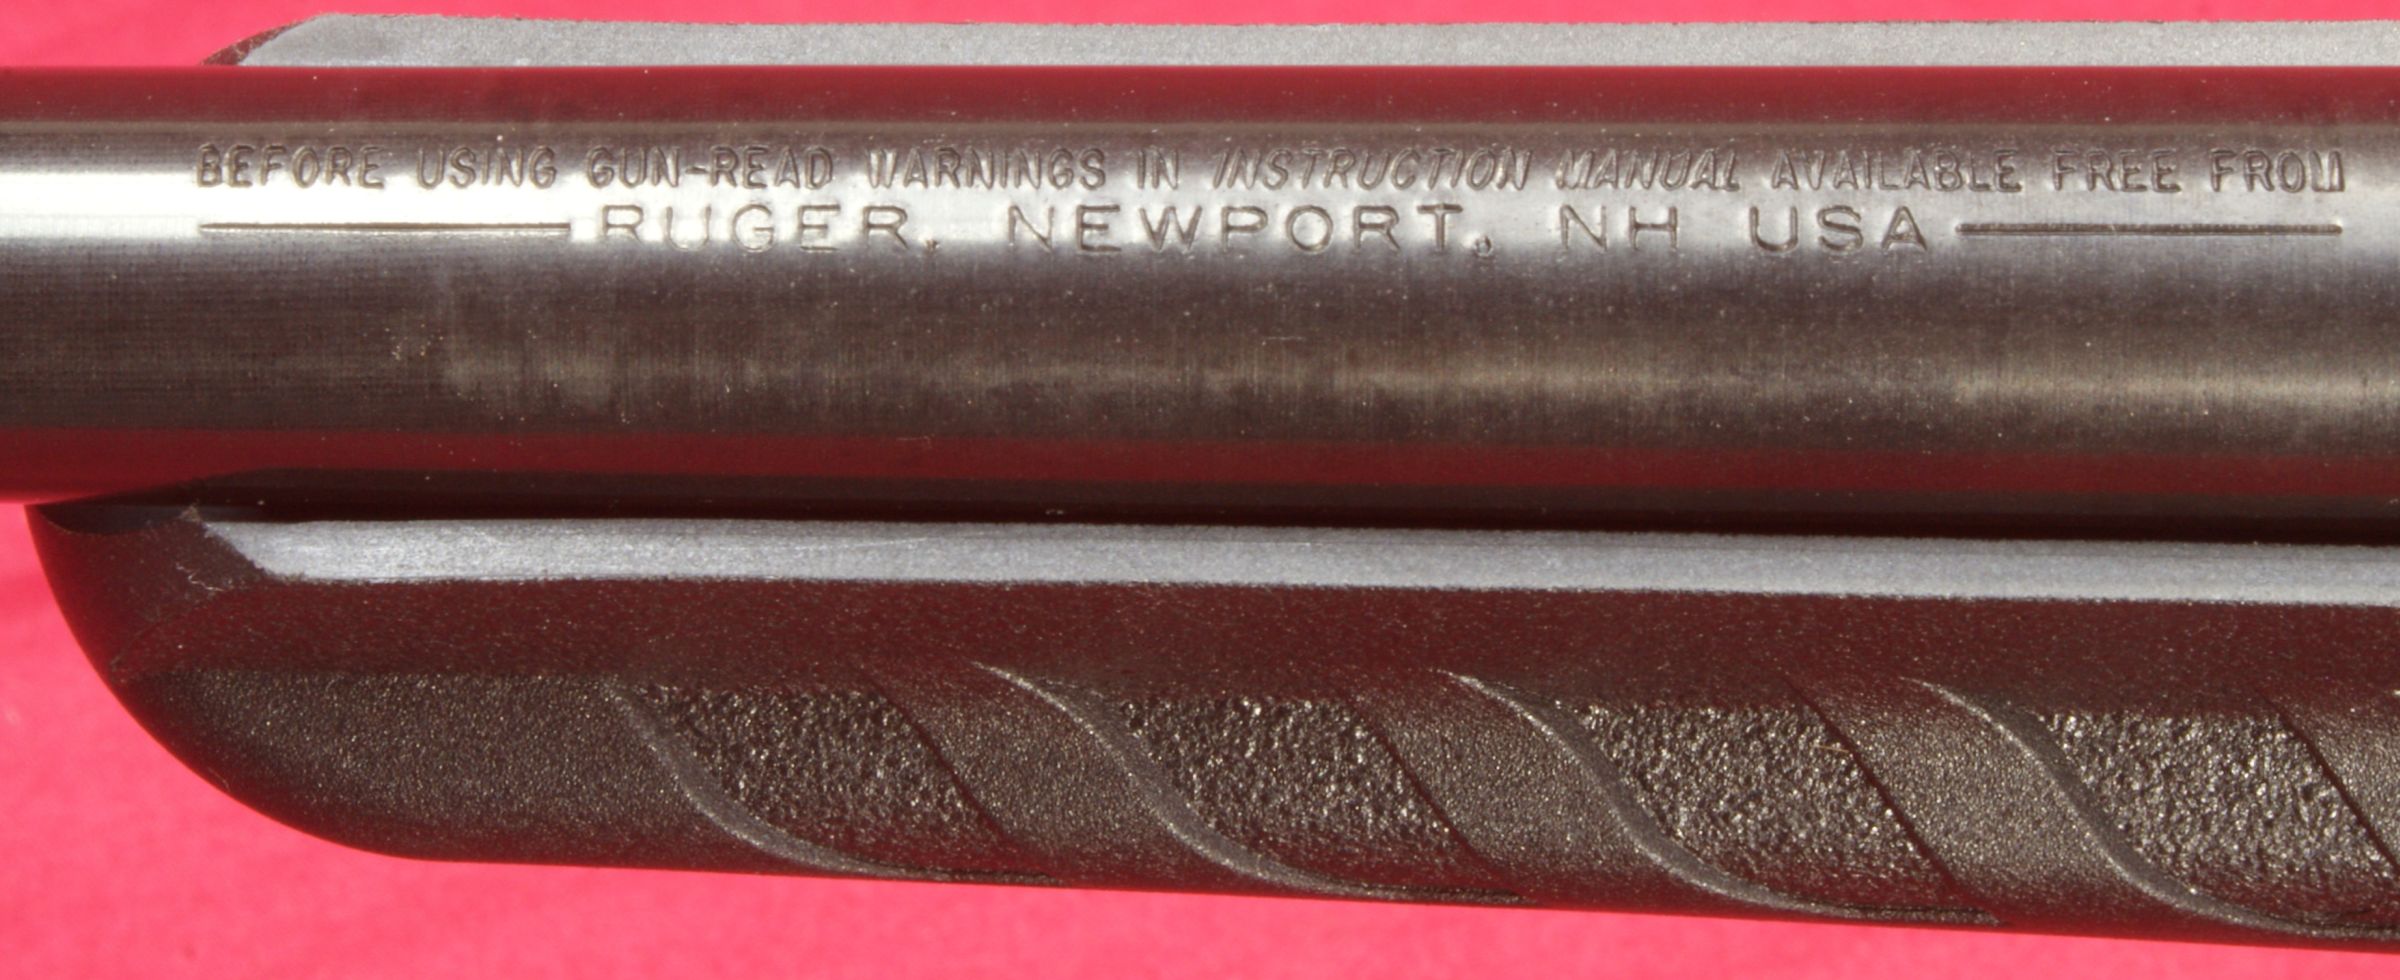 BEFORE USING GUN-READ WARNINGS IN INSTRUCTION MANUAL AVAILABLE FREE FROM
RUGER, NEWPORT, NH USA